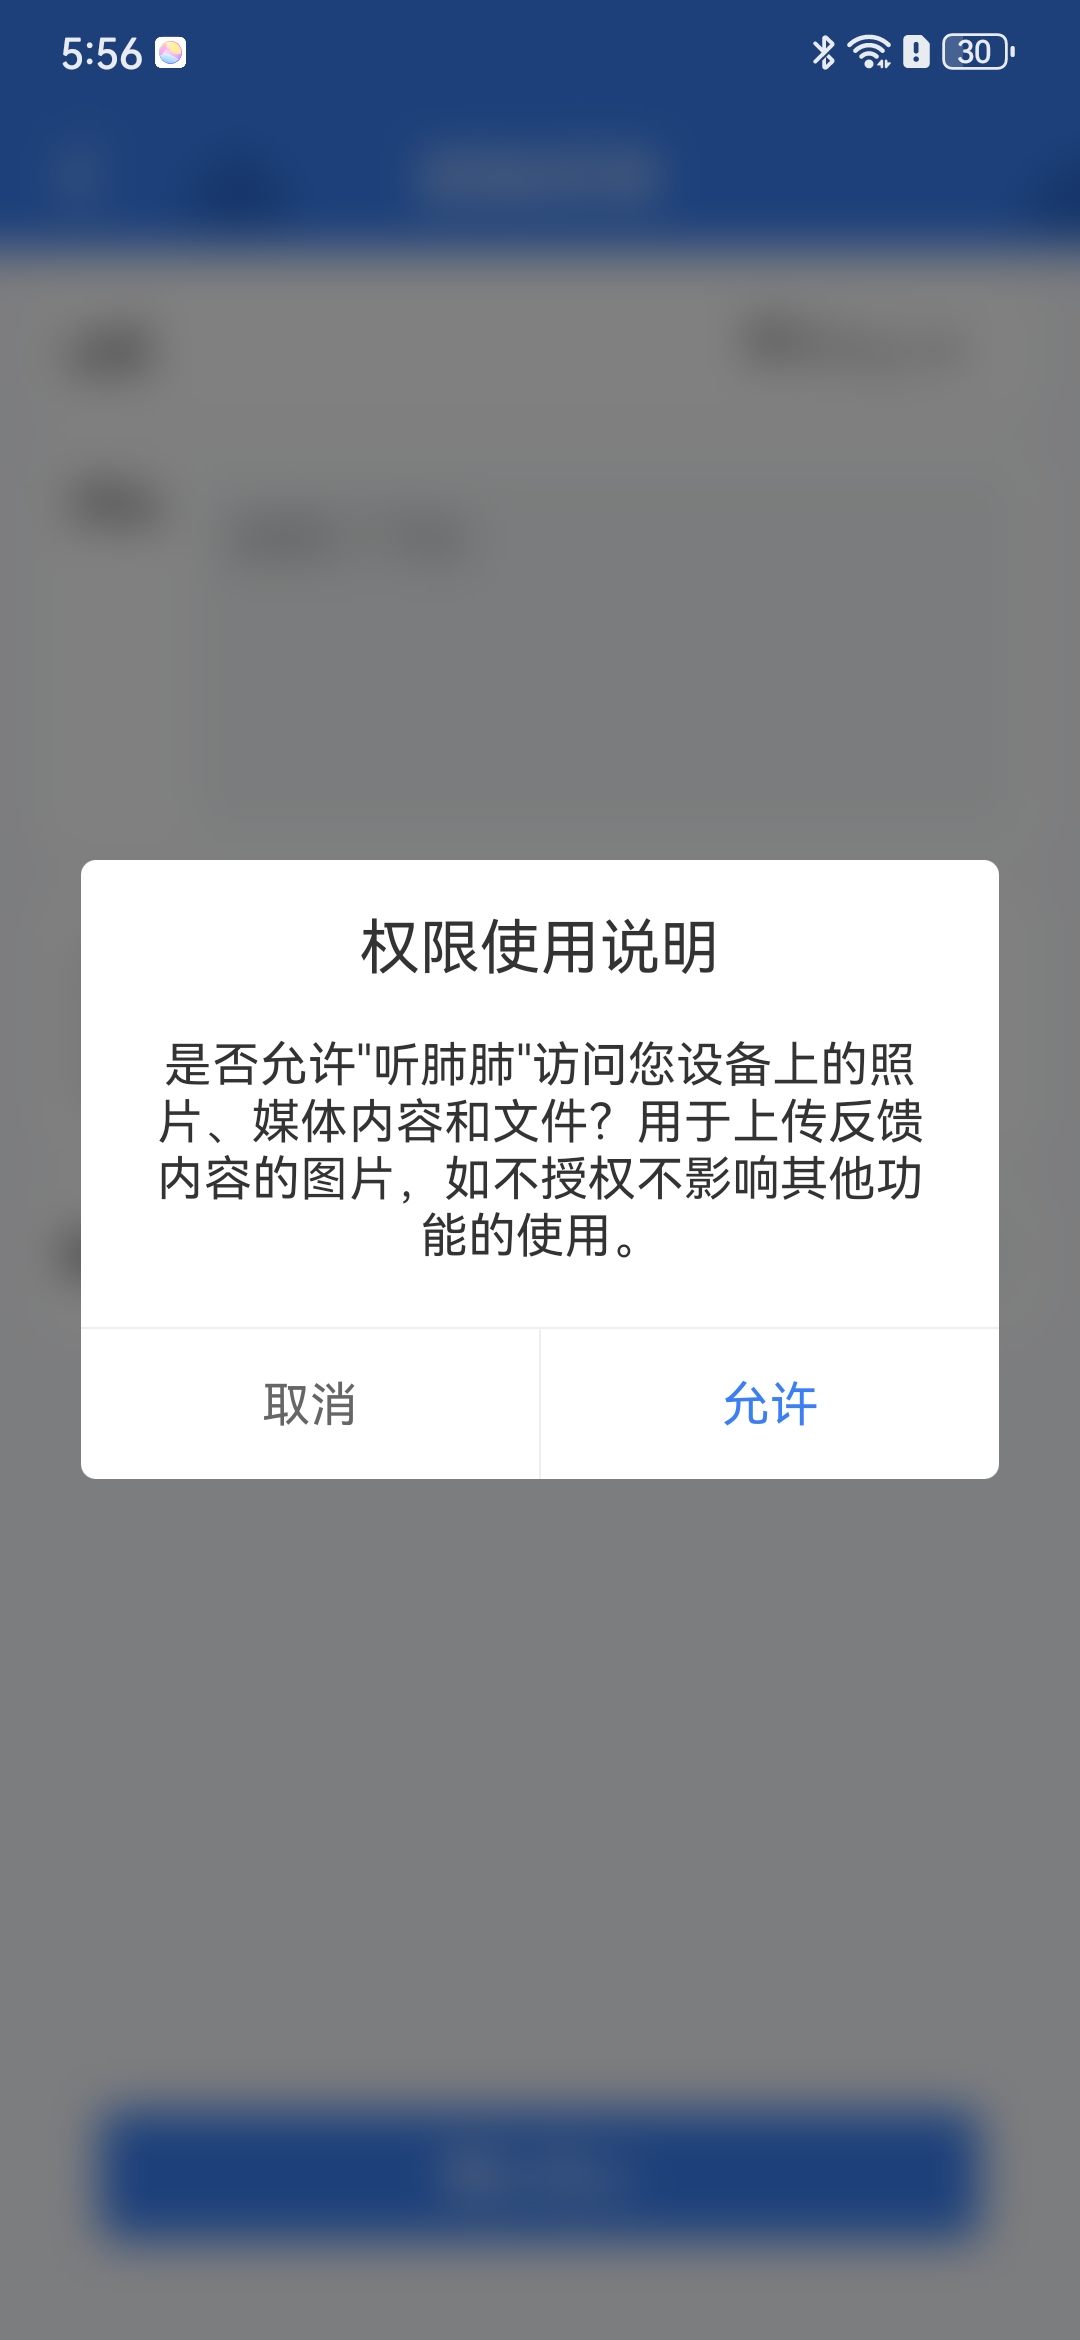 5:56
30
权限使用说明
是否允许"听肺肺"访问您设备上的照
片、媒体内容和文件？用于上传反馈
内容的图片，如不授权不影响其他功
能的使用。
取消
允许